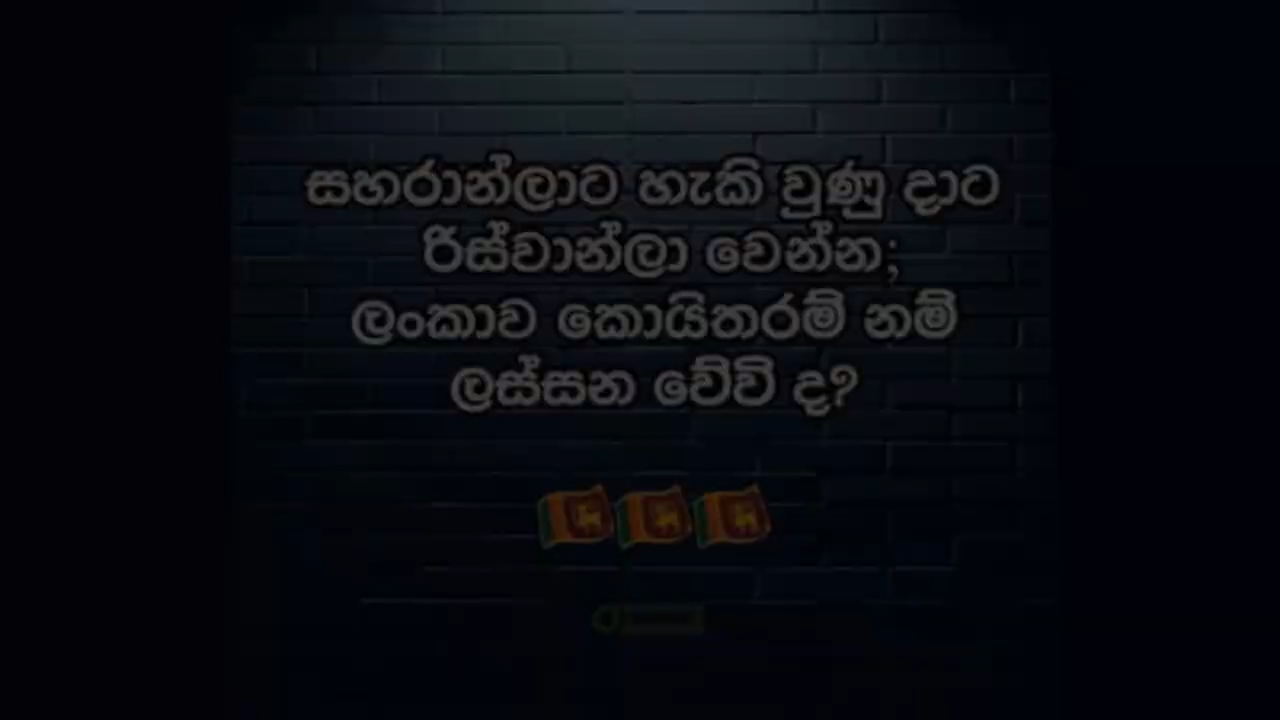 සහරාන්ලාට හැකි වුණු දාට
රිස්වාන්ලා වෙන්න;
ලංකාව කොයිතරම් නම්
ලස්සන වේවි ද?